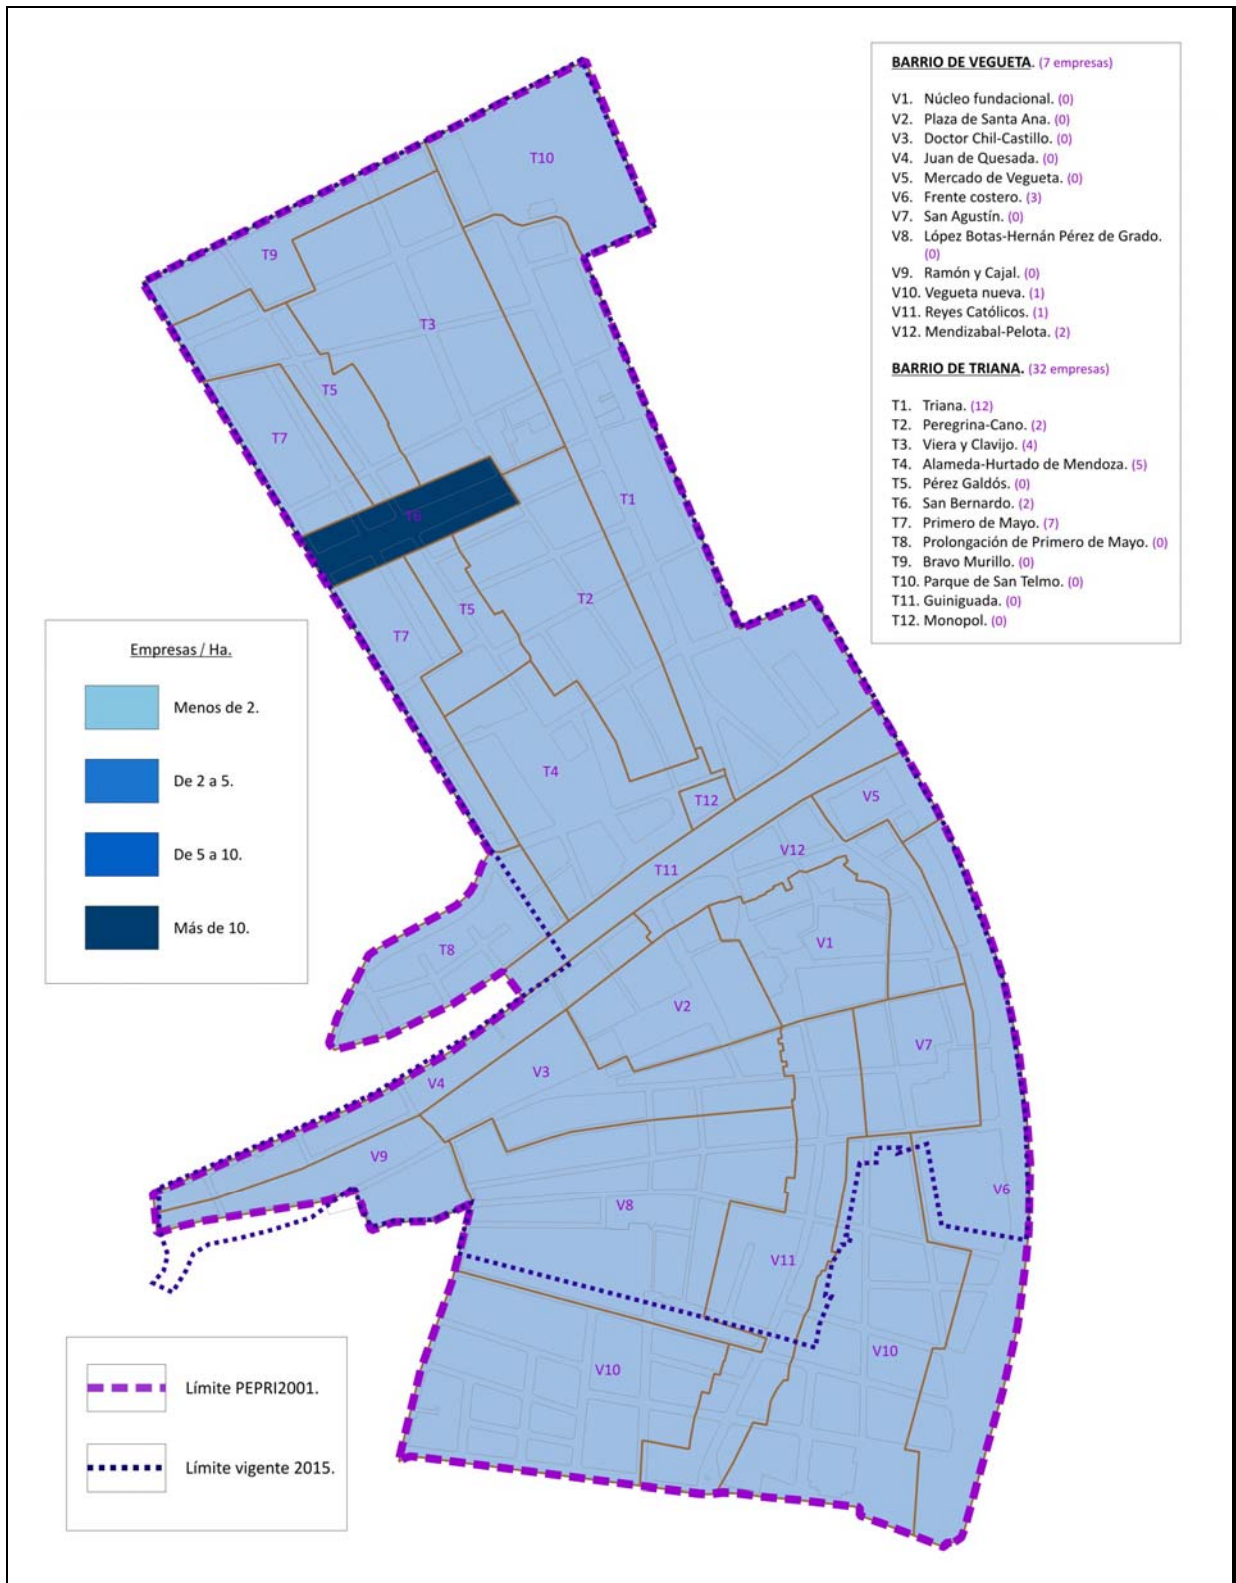 BARRIO DE VEGUETA. (7 empresas)
V1. Núcleo fundacional. (0)
V2. Plaza de Santa Ana. (0)
V3. Doctor Chil-Castillo. (0)
V4. Juan de Quesada. (0)
V5. Mercado de Vegueta. (0)
V6. Frente costero. (3)
V7. San Agustín. (0)
V8. López Botas-Hernán Pérez de Grado.
(0)
V9. Ramón y Cajal. (0)
V10. Vegueta nueva. (1)
V11. Reyes Católicos. (1)
V12. Mendizabal-Pelota. (2)
BARRIO DE TRIANA. (32 empresas)
T1. Triana. (12)
T2. Peregrina-Cano. (2)
T3. Viera y Clavijo. (4)
T4. Alameda-Hurtado de Mendoza. (5)
T5. Pérez Galdós. (0)
T6. San Bernardo. (2)
T7. Primero de Mayo. (7)
T8. Prolongación de Primero de Mayo. (0)
T9. Bravo Murillo. (0)
T10. Parque de San Telmo. (0)
T11. Guiniguada. (0)
T12. Monopol. (0)
T10
T9
T3
T5
T7
T6
T1
T2
T5
T7
T4
T12
V5
V12
T11
T8
V1
V2
V7
V3
V4
V9
V6
V8
V11
V10
V10
Empresas / Ha.
Menos de 2.
De 2 a 5.
De 5 a 10.
Más de 10.
Límite PEPRI2001.
Límite vigente 2015.